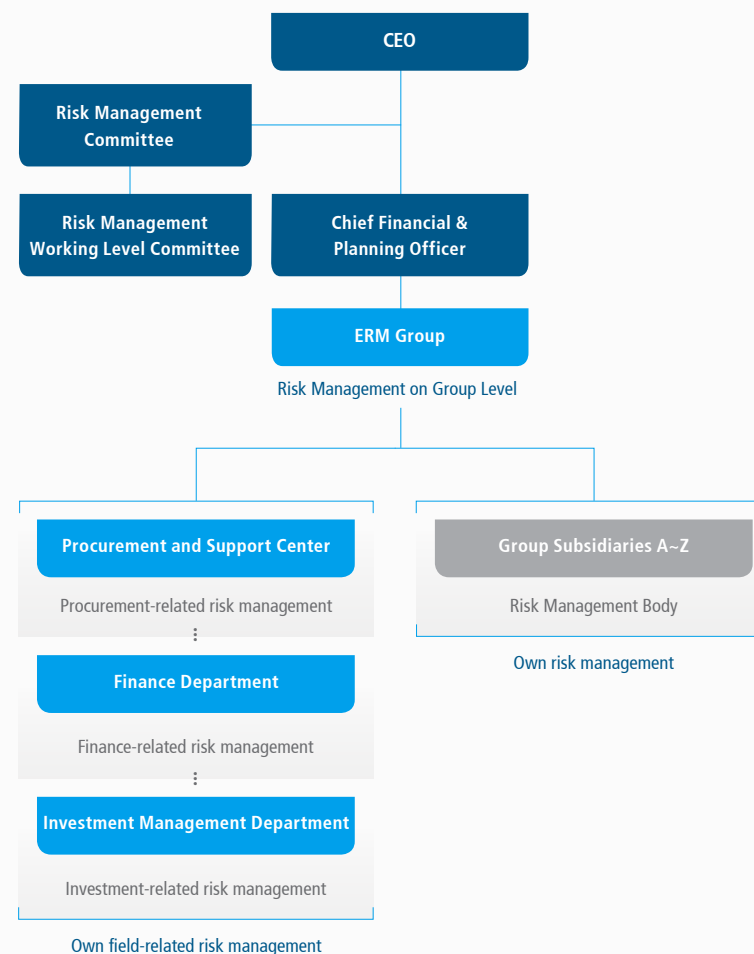 CEO
Risk Management
Committee
Risk Management
Working Level Committee
Chief Financial &
Planning Officer
ERM Group
Risk Management on Group Level
Procurement and Support Center
Procurement-related risk management
Finance Department
Finance-related risk management
Investment Management Department
Investment-related risk management
Own field-related risk management
Group Subsidiaries A~Z
Risk Management Body
Own risk management